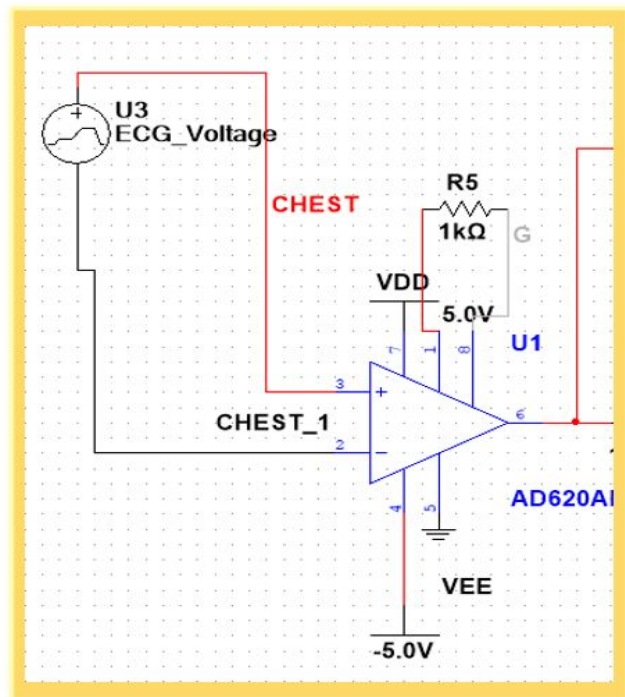 U3
ECG_Voltage
R5
CHEST
1kΩ
G
VDD
5.0V
U1
7
1
8
3
+
6
CHEST_1
2
AD620A
4
5
VEE
-5.0V